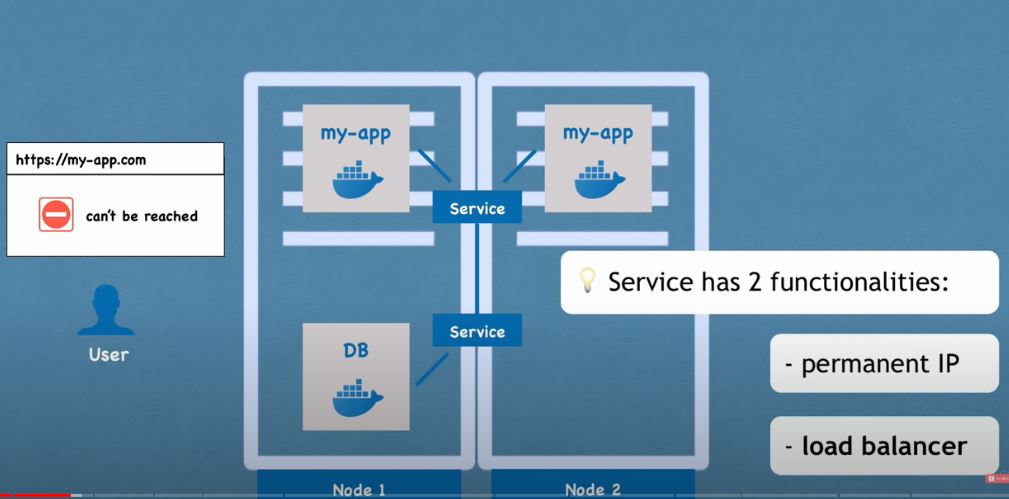 https://my-app.com
can't be reached
User
my-app
my-app
Service
Service
DB
Node 1
Node 2
Service has 2 functionalities:
- permanent IP
- load balancer